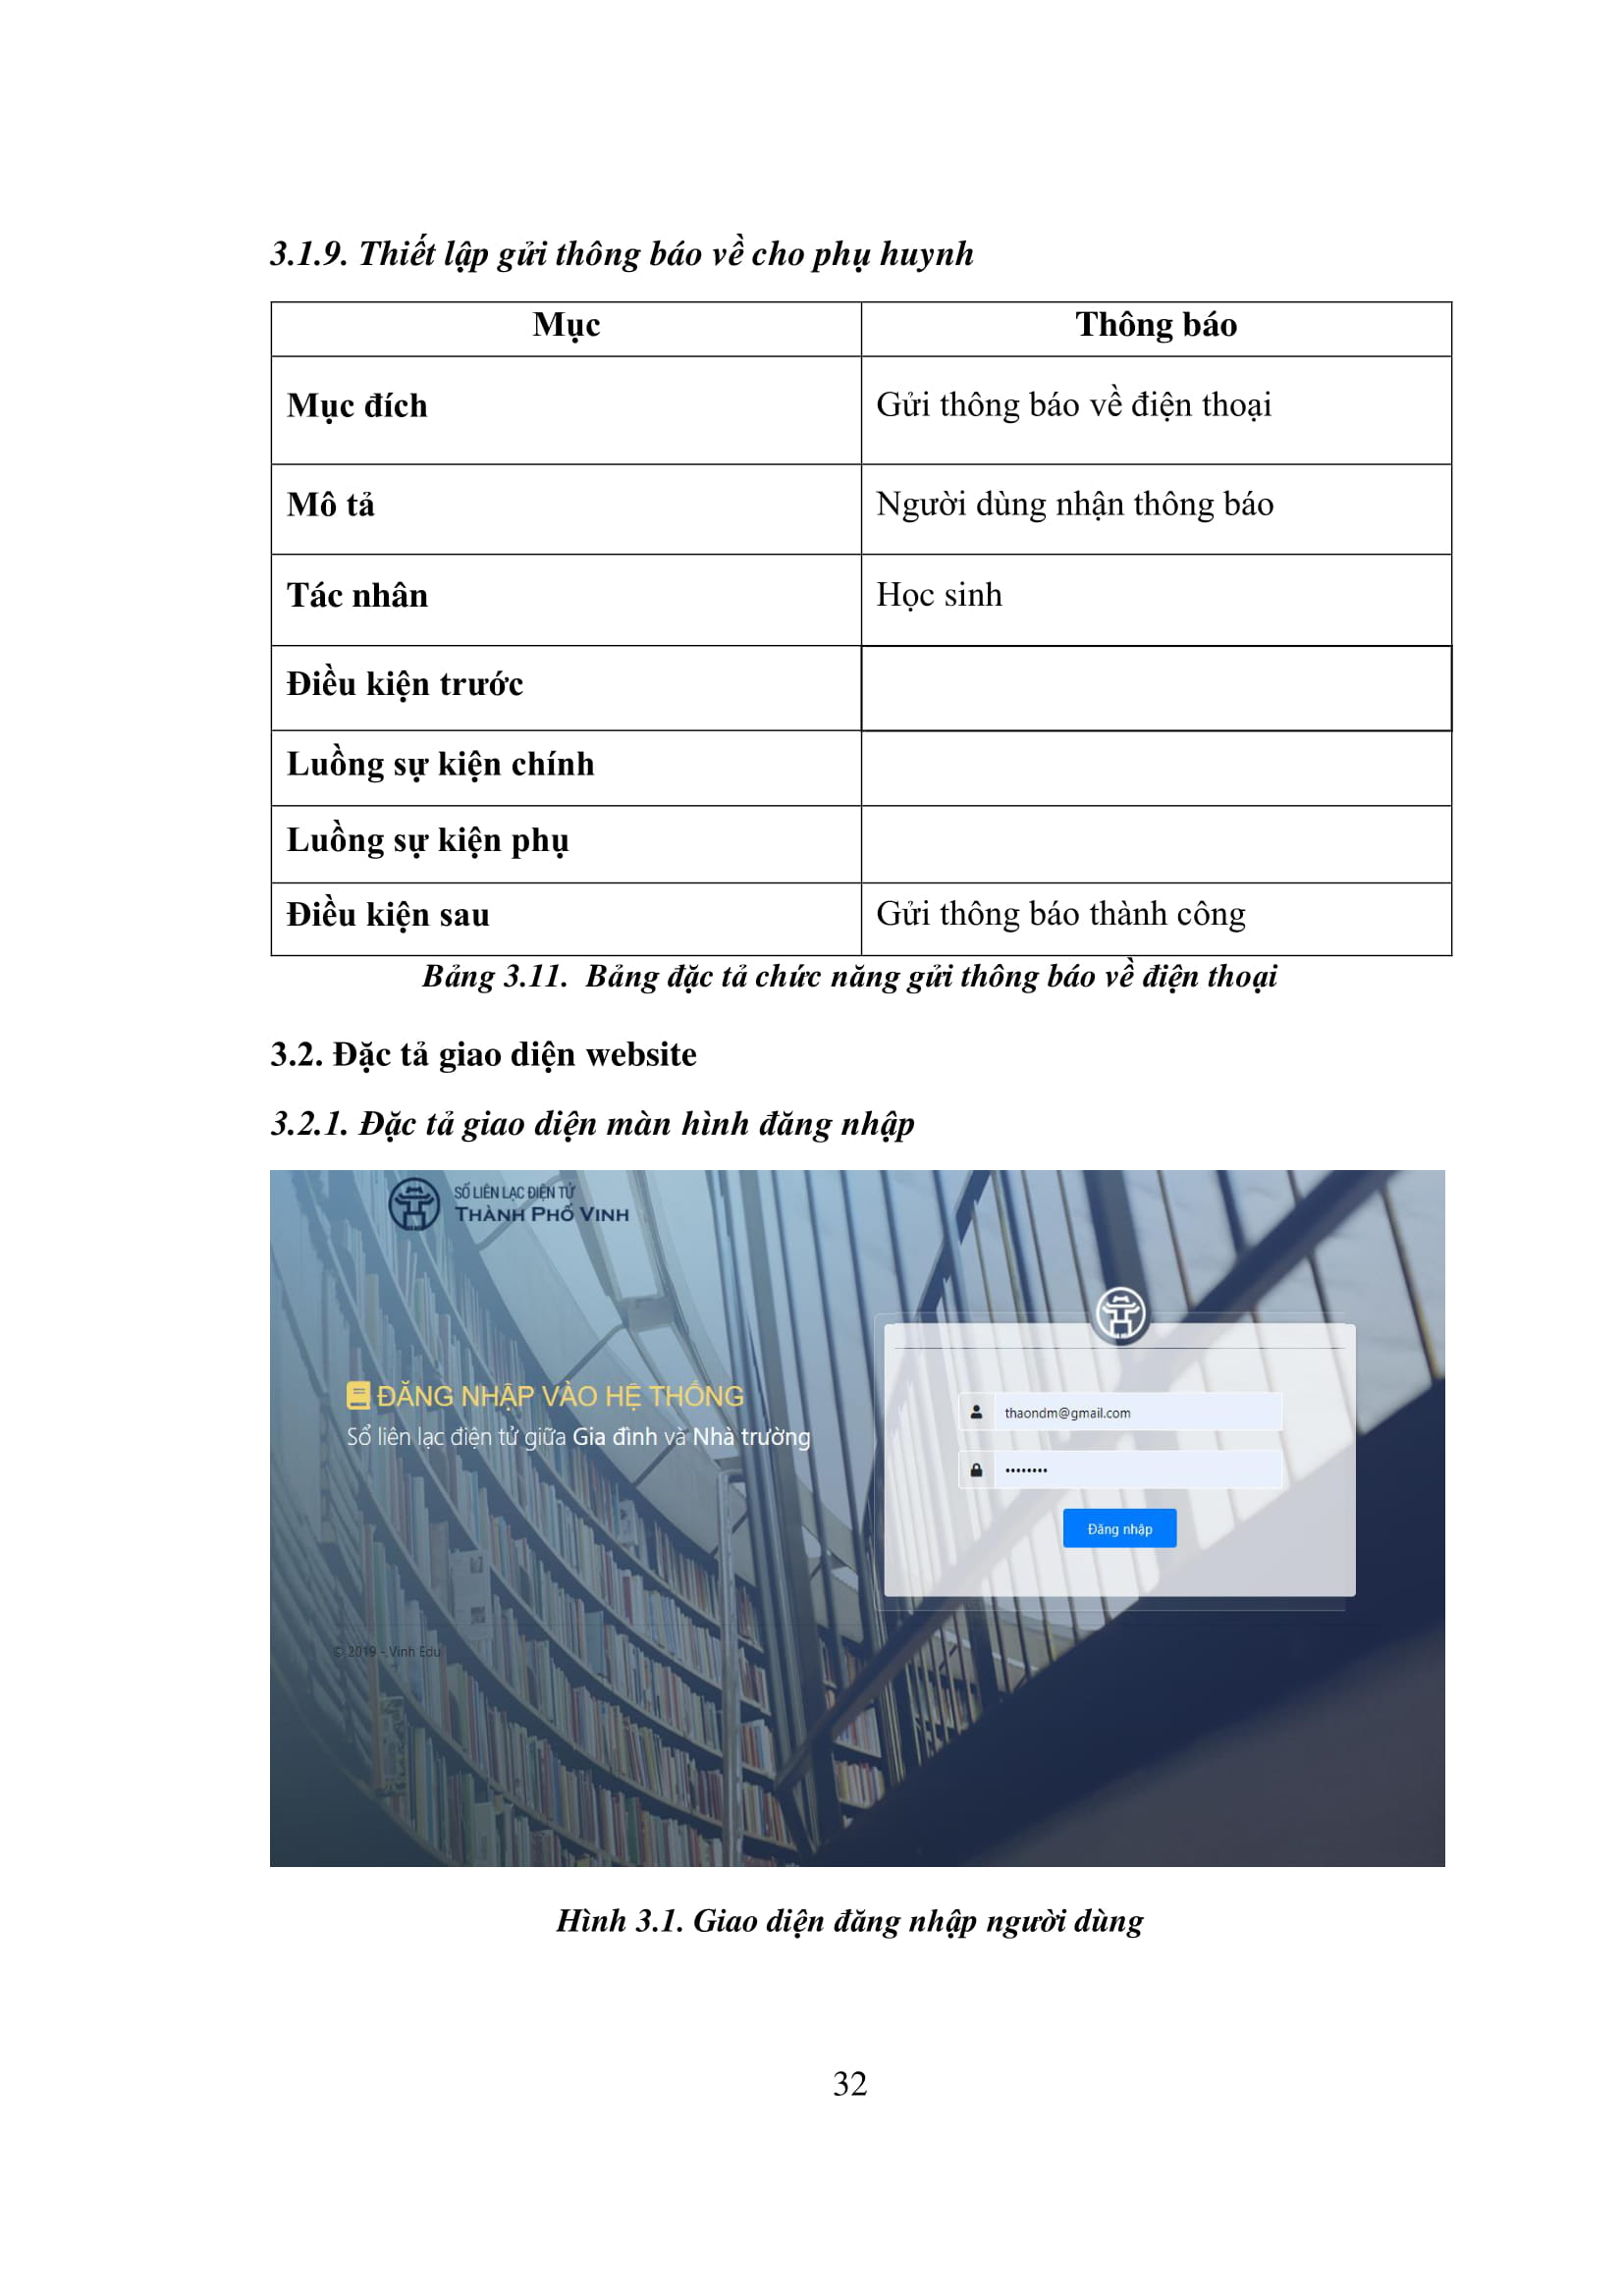 3.1.9. Thiết lập gửi thông báo về cho phụ huynh
Mục Thông báo
Mục đích Gửi thông báo về điện thoại
Mô tả Người dùng nhận thông báo
Tác nhân Học sinh
Điều kiện trước
Luồng sự kiện chính
Luồng sự kiện phụ
Điều kiện sau Gửi thông báo thành công
Bảng 3.11. Bảng đặc tả chức năng gửi thông báo về điện thoại
3.2. Đặc tả giao diện website
3.2.1. Đặc tả giao diện màn hình đăng nhập
SỔ LIÊN LẠC ĐIỆN TỬ
THÀNH PHỐ VINH
ĐĂNG NHẬP VÀO HỆ THỐNG
Sổ liên lạc điện tử giữa Gia đình và Nhà trường
thaondm@gmail.com
••••••••
Đăng nhập
© 2019 - Vinh Edu
Hình 3.1. Giao diện đăng nhập người dùng
32